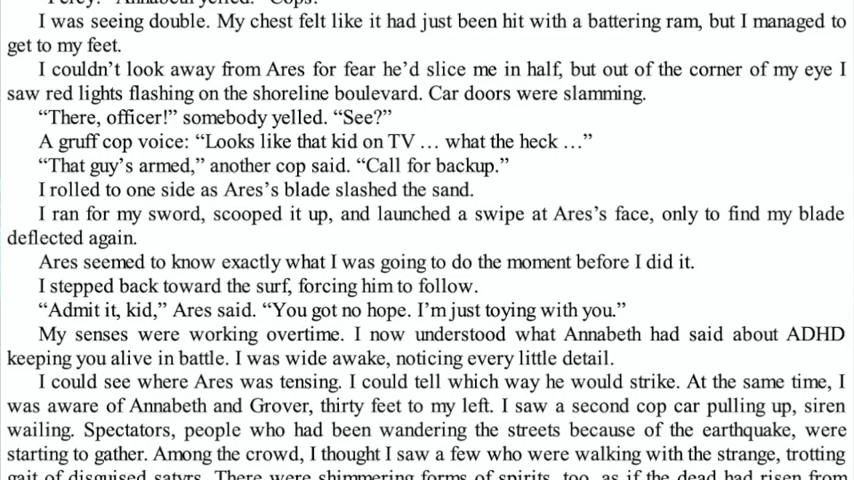 I was seeing double. My chest felt like it had just been hit with a battering ram, but I managed to
get to my feet.
I couldn’t look away from Ares for fear he’d slice me in half, but out of the corner of my eye I
saw red lights flashing on the shoreline boulevard. Car doors were slamming.
“There, officer!” somebody yelled. “See?”
A gruff cop voice: “Looks like that kid on TV … what the heck …”
“That guy’s armed,” another cop said. “Call for backup.”
I rolled to one side as Ares’s blade slashed the sand.
I ran for my sword, scooped it up, and launched a swipe at Ares’s face, only to find my blade
deflected again.
Ares seemed to know exactly what I was going to do the moment before I did it.
I stepped back toward the surf, forcing him to follow.
“Admit it, kid,” Ares said. “You got no hope. I’m just toying with you.”
My senses were working overtime. I now understood what Annabeth had said about ADHD
keeping you alive in battle. I was wide awake, noticing every little detail.
I could see where Ares was tensing. I could tell which way he would strike. At the same time, I
was aware of Annabeth and Grover, thirty feet to my left. I saw a second cop car pulling up, siren
wailing. Spectators, people who had been wandering the streets because of the earthquake, were
starting to gather. Among the crowd, I thought I saw a few who were walking with the strange, trotting
gait of disguised satyrs. There were shimmering forms of spirits, too, as if the dead had risen from